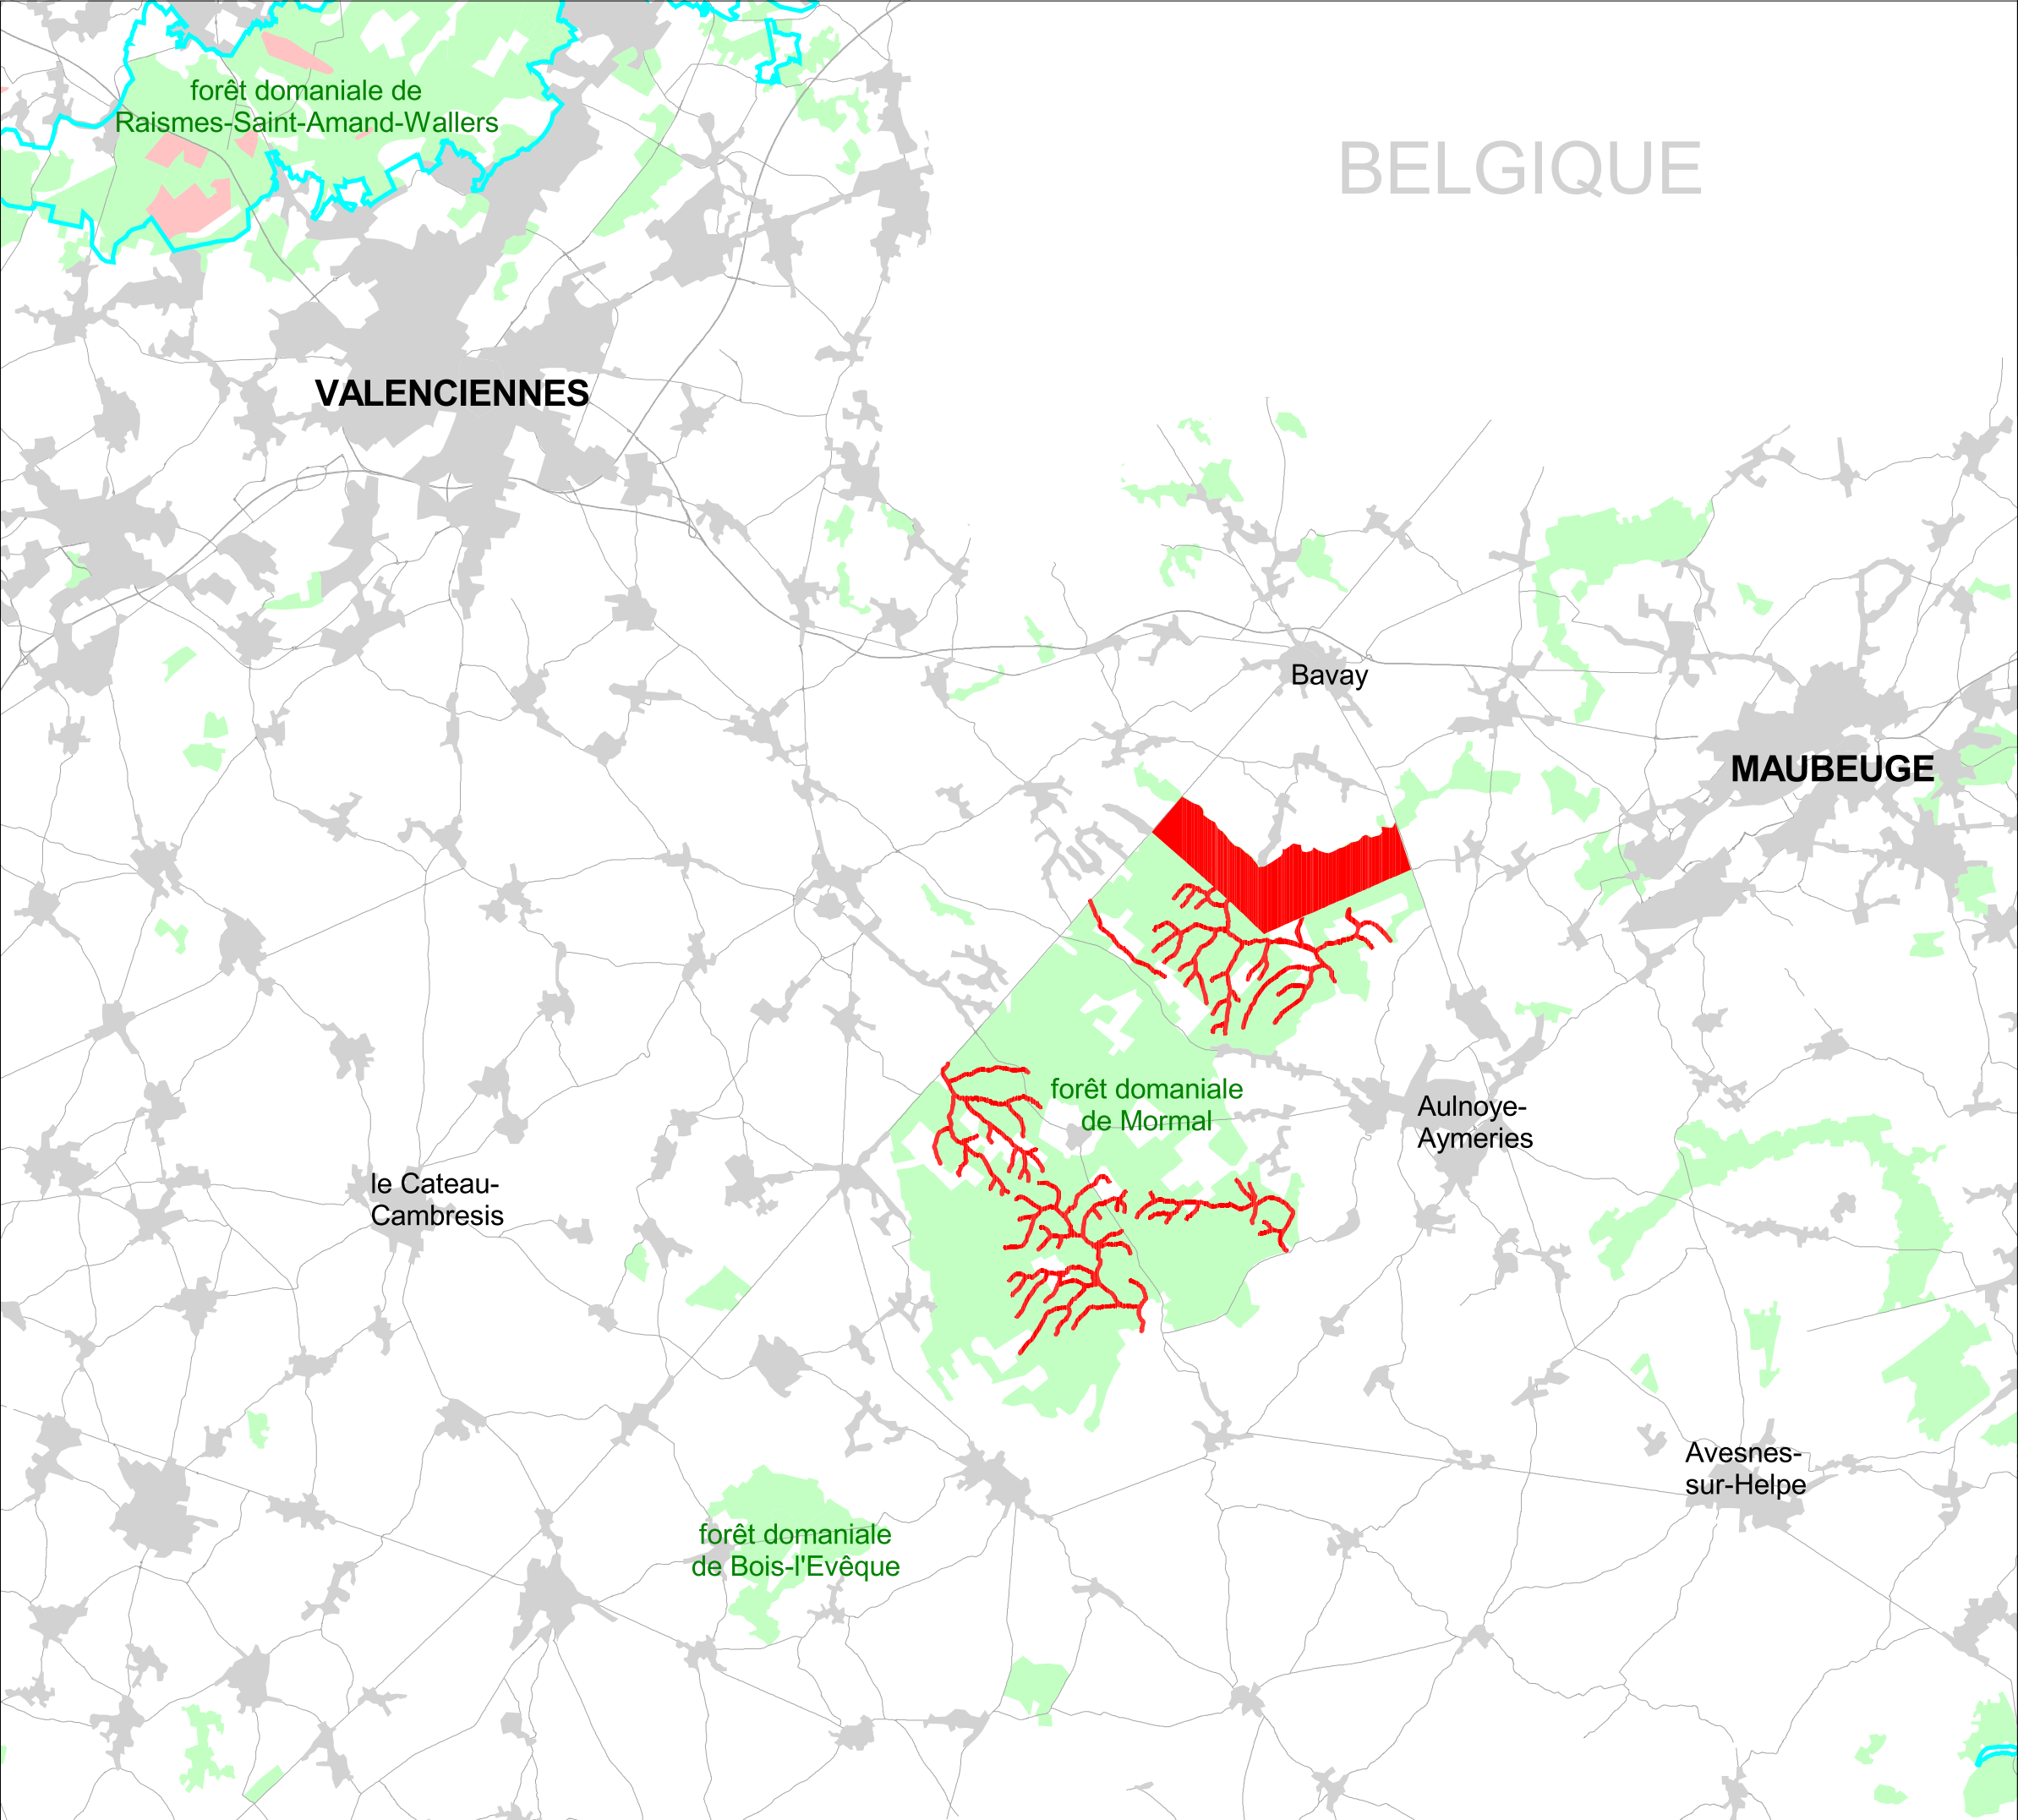 forêt domaniale de
Raismes-Saint-Amand-Wallers
BELGIQUE
VALENCIENNES
Bavay
MAUBEUGE
forêt domaniale
de Mormal
Aulnoye-
Aymeries
le Cateau-
Cambresis
Avesnes-
sur-Helpe
forêt domaniale
de Bois-l'Evêque